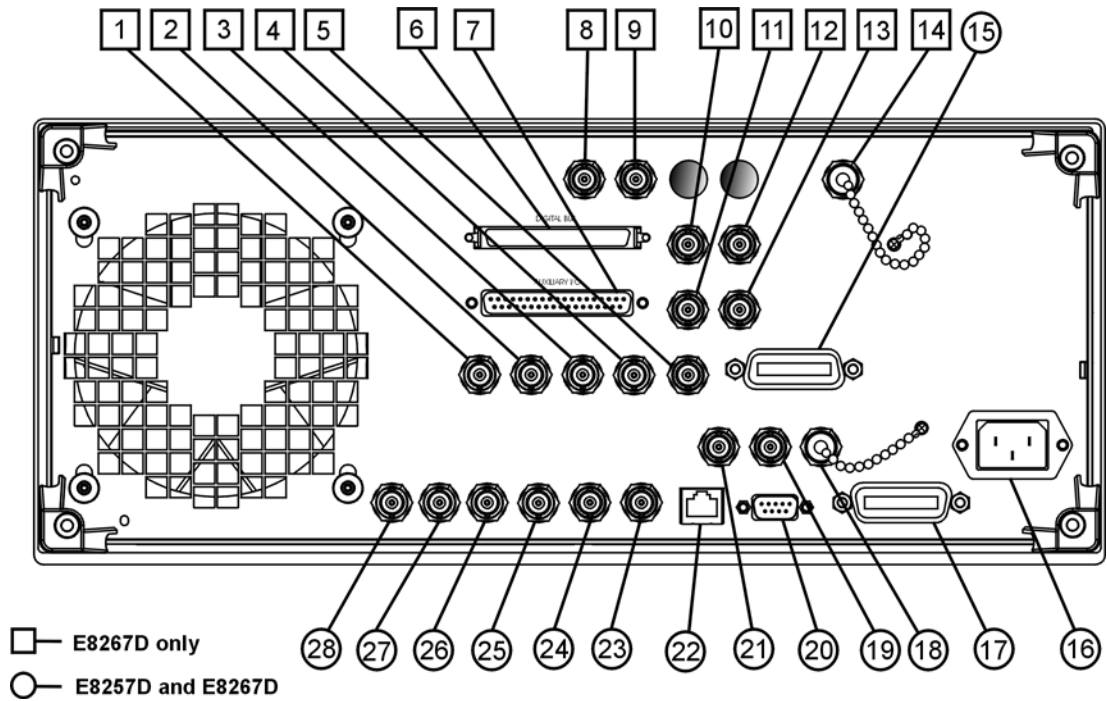 1 2 3 4 5 6 7 8 9 10 11 12 13 14 15
DIGITAL BUS
AUXILIARY I/O
28 27 26 25 24 23 22 21 20 19 18 17 16
E8267D only
E8257D and E8267D